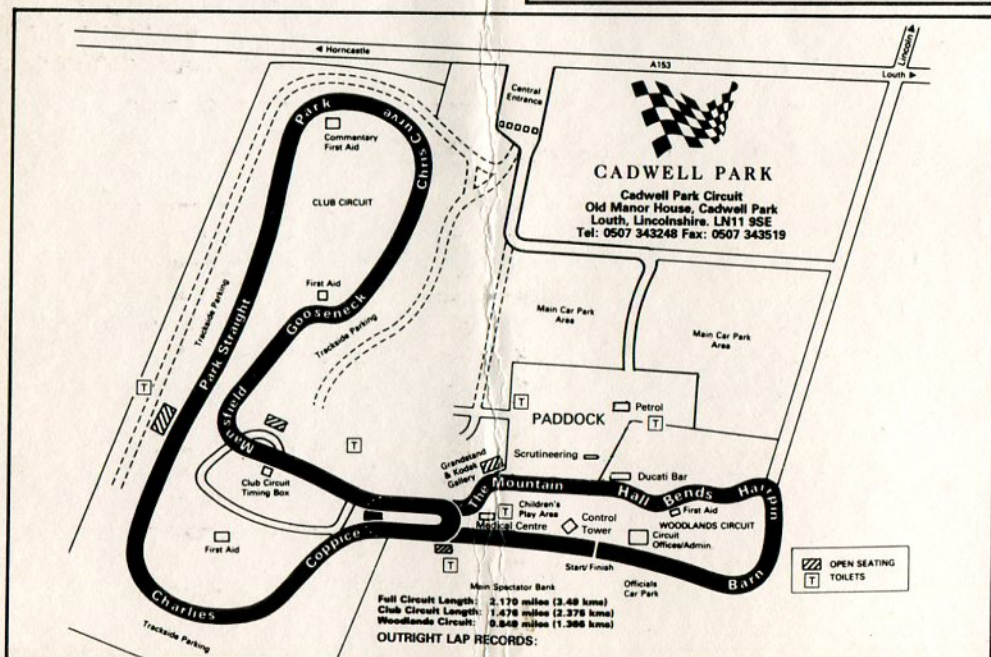 ◄ Horncastle
A153
Lincoln ►
Louth ►
Central
Entrance
CADWELL PARK
Cadwell Park Circuit
Old Manor House, Cadwell Park
Louth, Lincolnshire. LN11 9SE
Tel: 0507 343248 Fax: 0507 343519
Park
Chris Curve
Commentary
First Aid
CLUB CIRCUIT
First Aid
Gooseneck
Trackside Parking
Trackside Parking
Park Straight
Mansfield
T
T
Main Car Park
Area
Main Car Park
Area
T
Petrol
PADDOCK
T
Scrutineering
Ducati Bar
Grandstand
& Kodak
Gallery
The Mountain
Hall Bends
Hairpin
First Aid
WOODLANDS CIRCUIT
Children's
Play Area
T
Medical Centre
Control
Tower
Circuit
Offices/Admin.
Club Circuit
Timing Box
First Aid
Coppice
Charlies
Trackside Parking
T
Start/Finish
Officials
Car Park
Barn
OPEN SEATING
T TOILETS
Main Spectator Bank
Full Circuit Length: 2.170 miles (3.49 kms)
Club Circuit Length: 1.476 miles (2.375 kms)
Woodlands Circuit: 0.849 miles (1.366 kms)
OUTRIGHT LAP RECORDS: